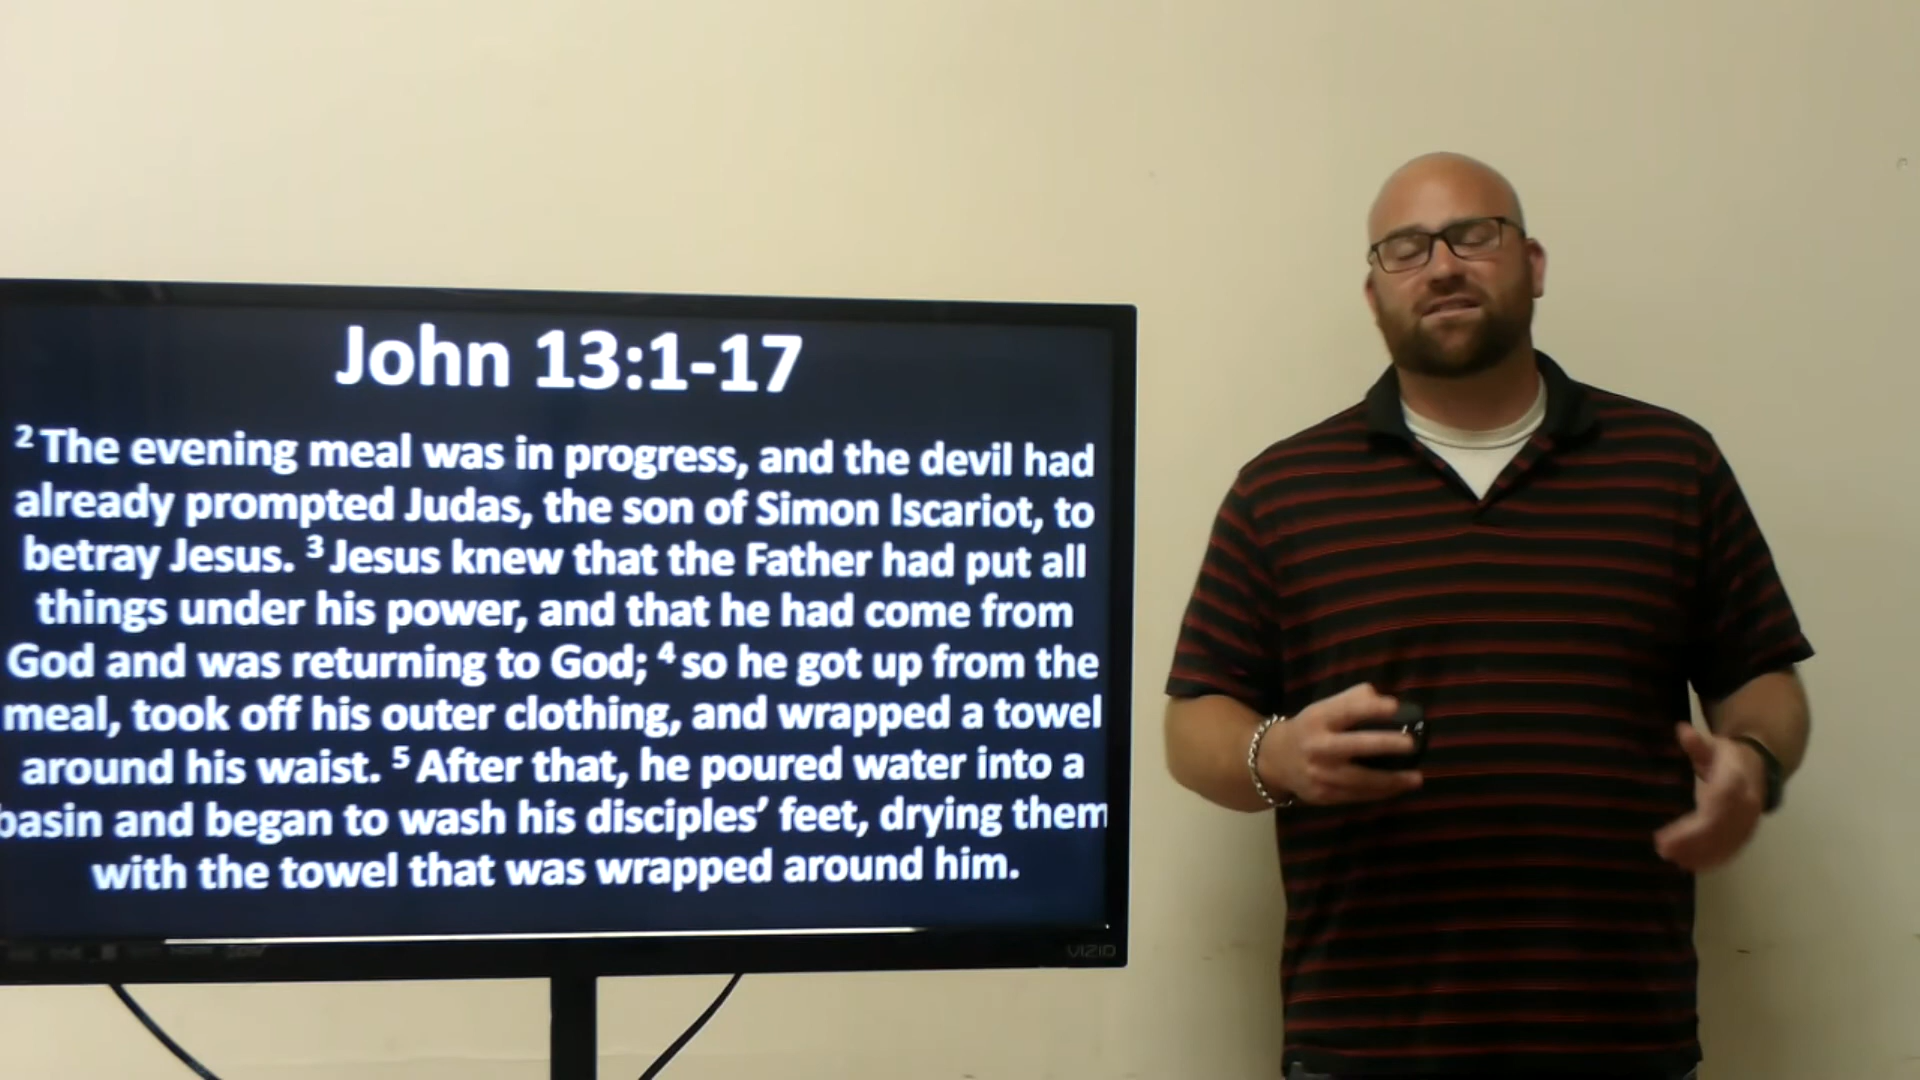 John 13:1-17
2 The evening meal was in progress, and the devil had
already prompted Judas, the son of Simon Iscariot, to
betray Jesus. 3 Jesus knew that the Father had put all
things under his power, and that he had come from
God and was returning to God; 4 so he got up from the
meal, took off his outer clothing, and wrapped a towel
around his waist. 5 After that, he poured water into a
basin and began to wash his disciples’ feet, drying them
with the towel that was wrapped around him.
VIZIO